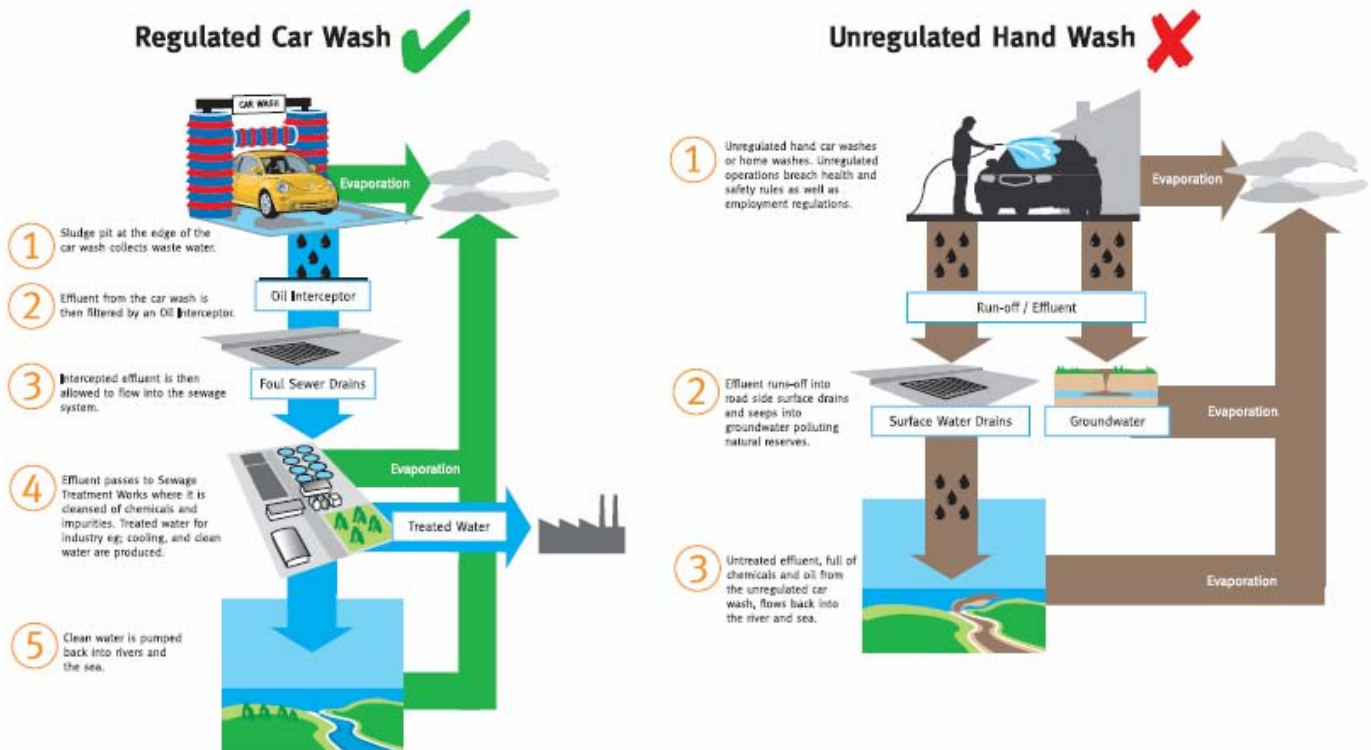 Regulated Car Wash
CAR WASH
Evaporation
1
Sludge pit at the edge of the
car wash collects waste water.
2
Effluent from the car wash is
then filtered by an Oil Interceptor.
Oil Interceptor
3
Intercepted effluent is then
allowed to flow into the sewage
system.
Foul Sewer Drains
4
Effluent passes to Sewage
Treatment Works where it is
cleansed of chemicals and
impurities. Treated water for
industry eg; cooling, and clean
water are produced.
Evaporation
Treated Water
5
Clean water is pumped
back into rivers and
the sea.
Unregulated Hand Wash
1
Unregulated hand car washes
or home washes. Unregulated
operations breach health and
safety rules as well as
employment regulations.
Evaporation
Run-off / Effluent
2
Effluent runs-off into
road side surface drains
and seeps into
groundwater polluting
natural reserves.
Surface Water Drains
Groundwater
Evaporation
3
Untreated effluent, full of
chemicals and oil from
the unregulated car
wash, flows back into
the river and sea.
Evaporation